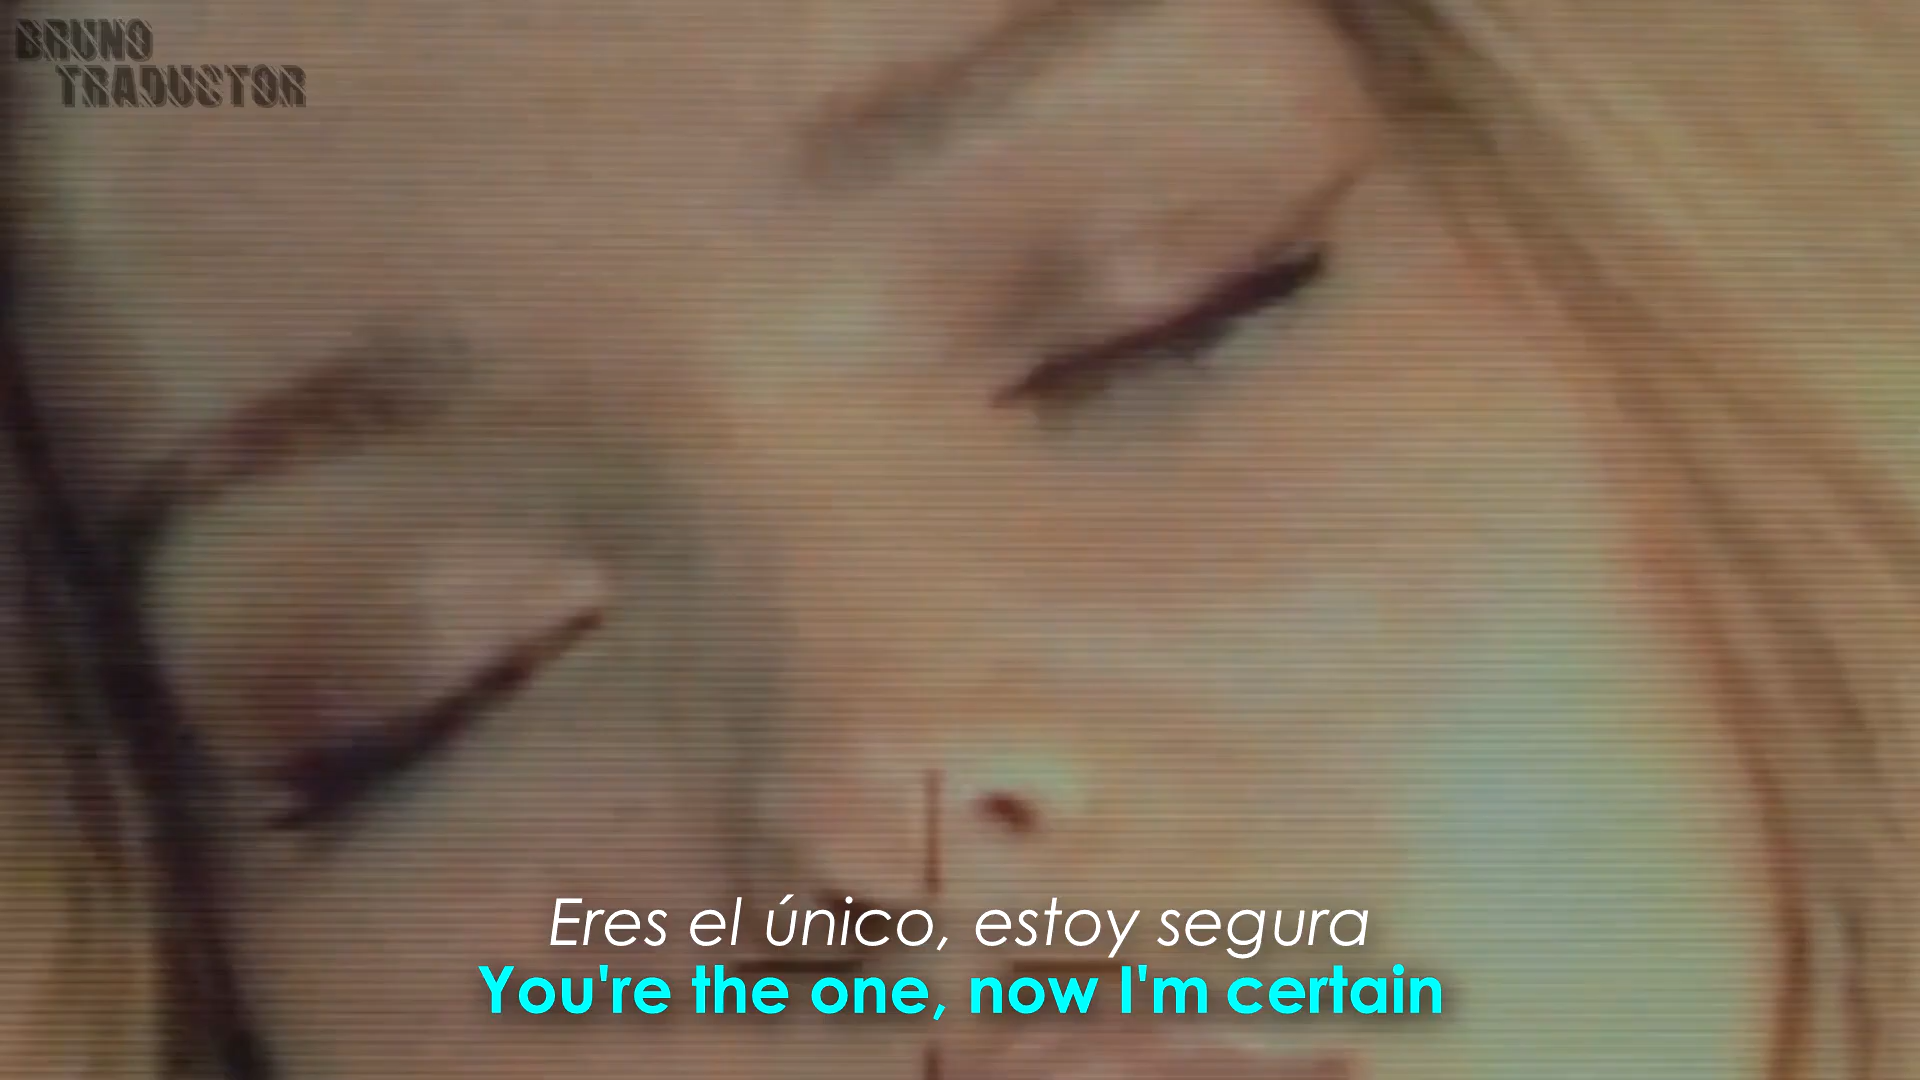 BRUNO
TRADUCTOR
Eres el único, estoy segura
You're the one, now I'm certain